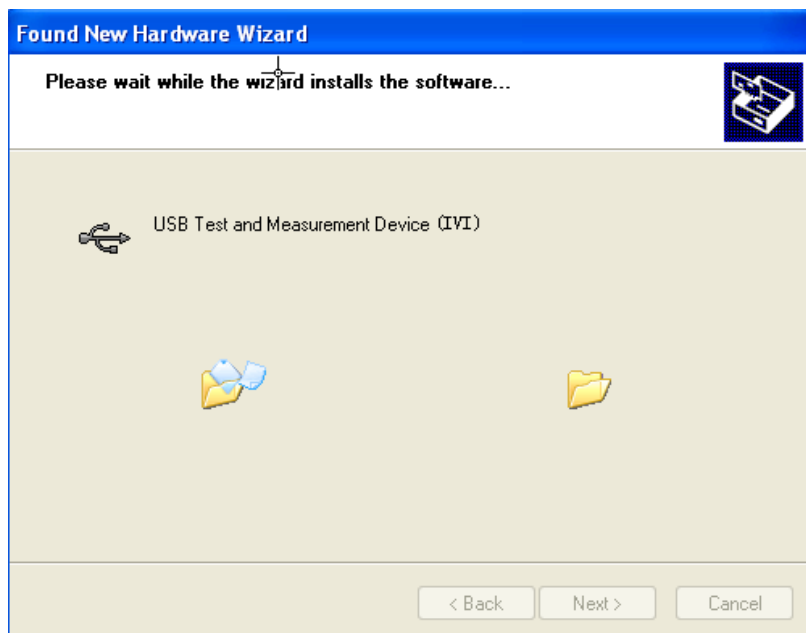 Found New Hardware Wizard
Please wait while the wizard installs the software...
USB Test and Measurement Device (IVI)
< Back
Next >
Cancel